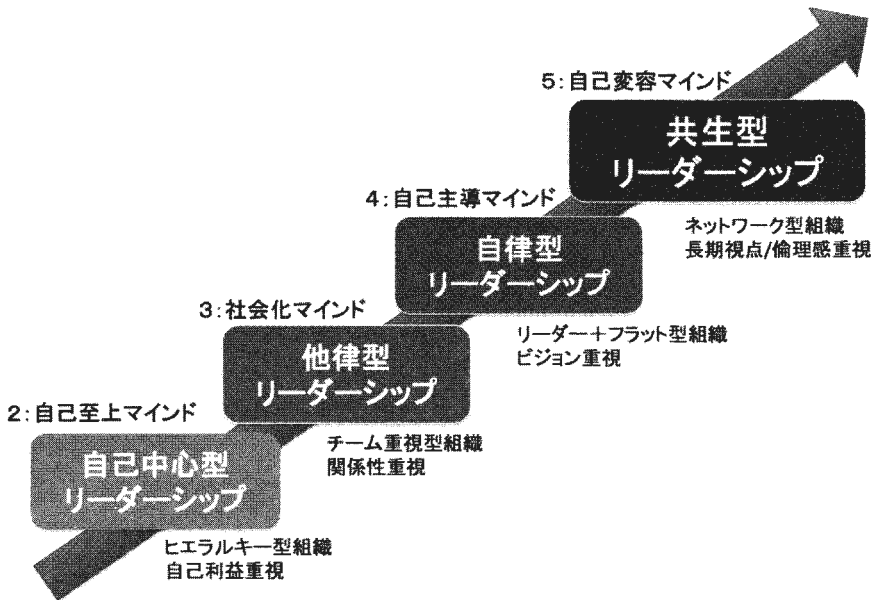 5:自己変容マインド
共生型
リーダーシップ
ネットワーク型組織
長期視点/倫理感重視
4:自己主導マインド
自律型
リーダーシップ
リーダー+フラット型組織
ビジョン重視
3:社会化マインド
他律型
リーダーシップ
チーム重視型組織
関係性重視
2:自己至上マインド
自己中心型
リーダーシップ
ヒエラルキー型組織
自己利益重視